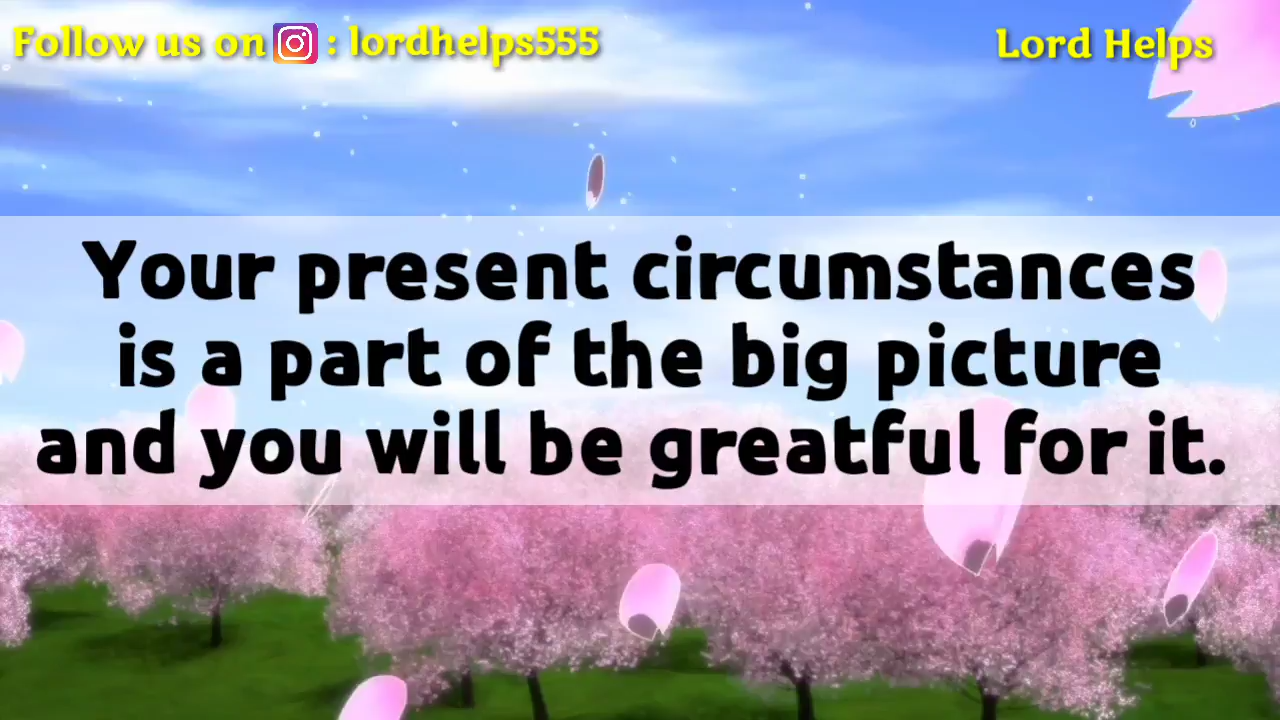 Follow us on : lordhelps555
Lord Helps
Your present circumstances
is a part of the big picture
and you will be greatful for it.